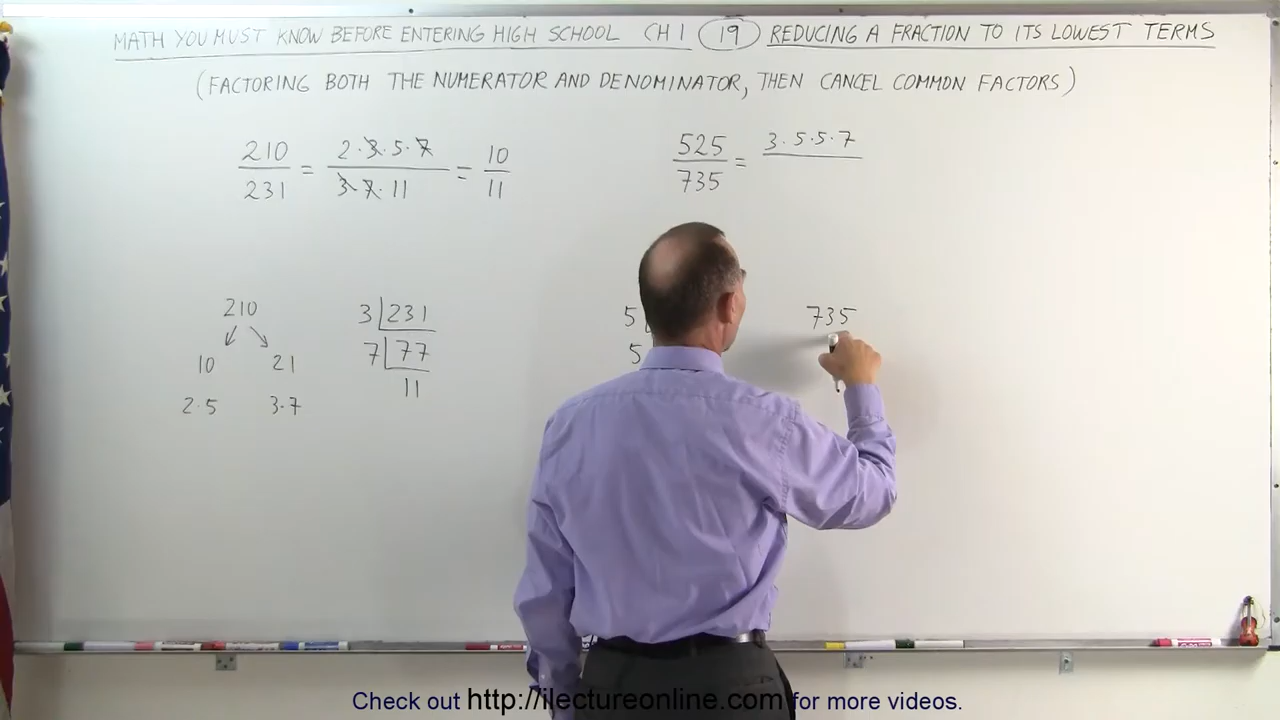 MATH YOU MUST KNOW BEFORE ENTERING HIGH SCHOOL CH 1 19 REDUCING A FRACTION TO ITS LOWEST TERMS
(FACTORING BOTH THE NUMERATOR AND DENOMINATOR, THEN CANCEL COMMON FACTORS)
210/231 = 2·3·5·7/3·7·11 = 10/11
525/735 = 3·5·5·7
210
10 21
2·5 3·7
3 231
7 77
11
5
5
735
Check out http://ilectureonline.com for more videos.